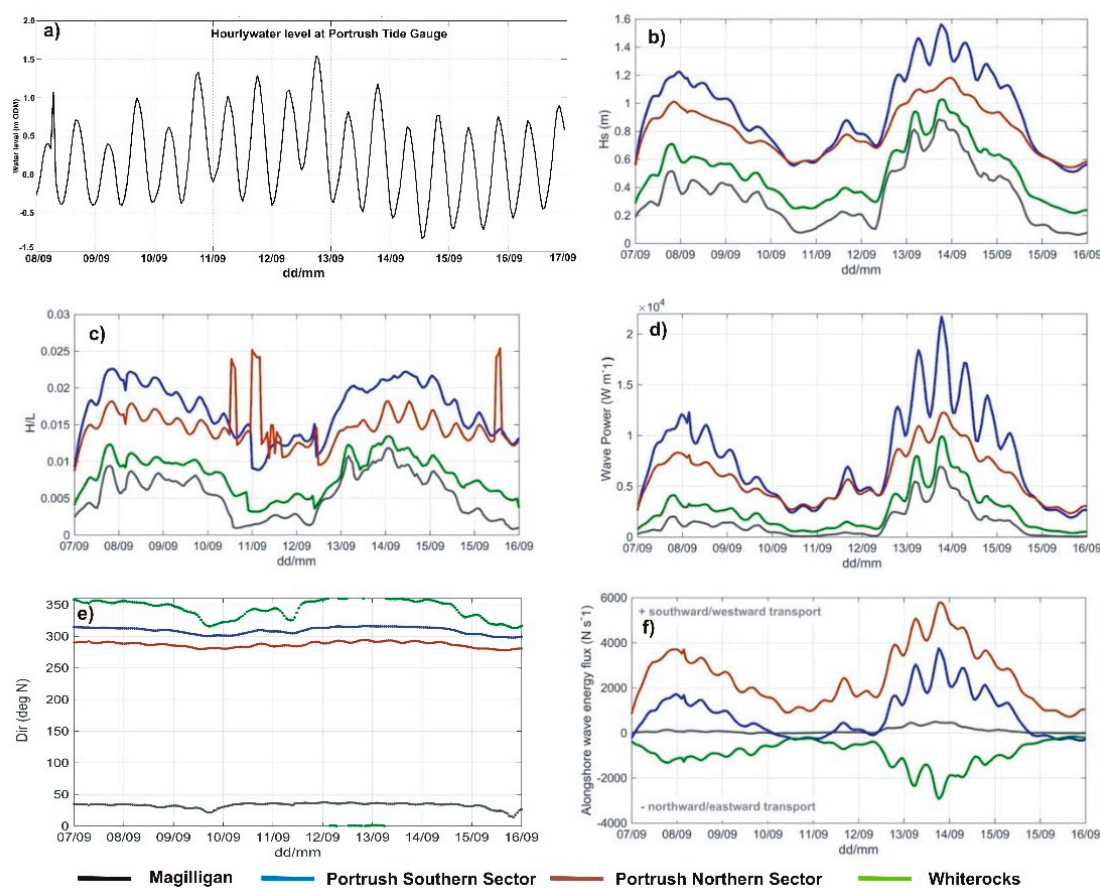 a)
Hourlywater level at Portrush Tide Gauge
Water level (m ODM)
2.0
1.5
1.0
0.5
0.0
-0.5
-1.5
08/09 09/09 10/09 11/09 12/09 13/09 14/09 15/09 16/09 17/09
dd/mm
b)
Hs (m)
1.6
1.4
1.2
1
0.8
0.6
0.4
0.2
0
07/09 08/09 09/09 10/09 11/09 12/09 13/09 14/09 15/09 16/09
dd/mm
c)
H/L
0.03
0.025
0.02
0.015
0.01
0.005
0
07/09 08/09 09/09 10/09 11/09 12/09 13/09 14/09 15/09 16/09
dd/mm
d)
×10⁴
Wave Power (W m⁻1)
2
1.5
1
0.5
0
07/09 08/09 09/09 10/09 11/09 12/09 13/09 14/09 15/09 16/09
dd/mm
e)
Dir (deg N)
350
300
250
200
150
100
50
0
07/09 08/09 09/09 10/09 11/09 12/09 13/09 14/09 15/09 16/09
dd/mm
f)
+ southward/westward transport
Alongshore wave energy flux (N s⁻1)
6000
4000
2000
0
-2000
-4000
- northward/eastward transport
07/09 08/09 09/09 10/09 11/09 12/09 13/09 14/09 15/09 16/09
dd/mm
Magilligan Portrush Southern Sector Portrush Northern Sector Whiterocks